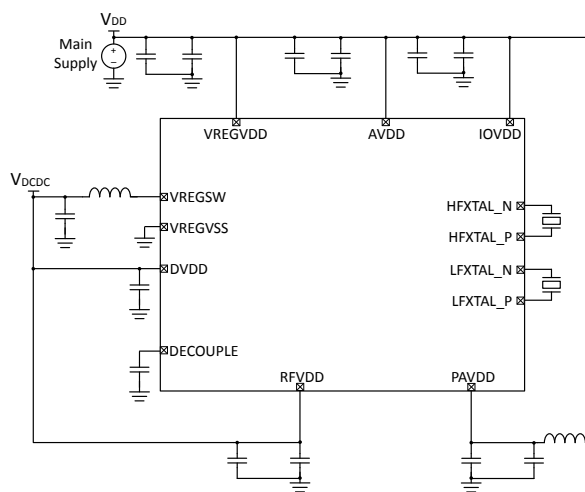 VDD
Main
Supply
+
−
VREGVDD
AVDD
IOVDD
VDCDC
VREGSW
HFXTAL_N
VREGVSS
HFXTAL_P
DVDD
LFXTAL_N
LFXTAL_P
DECOUPLE
RFVDD
PAVDD